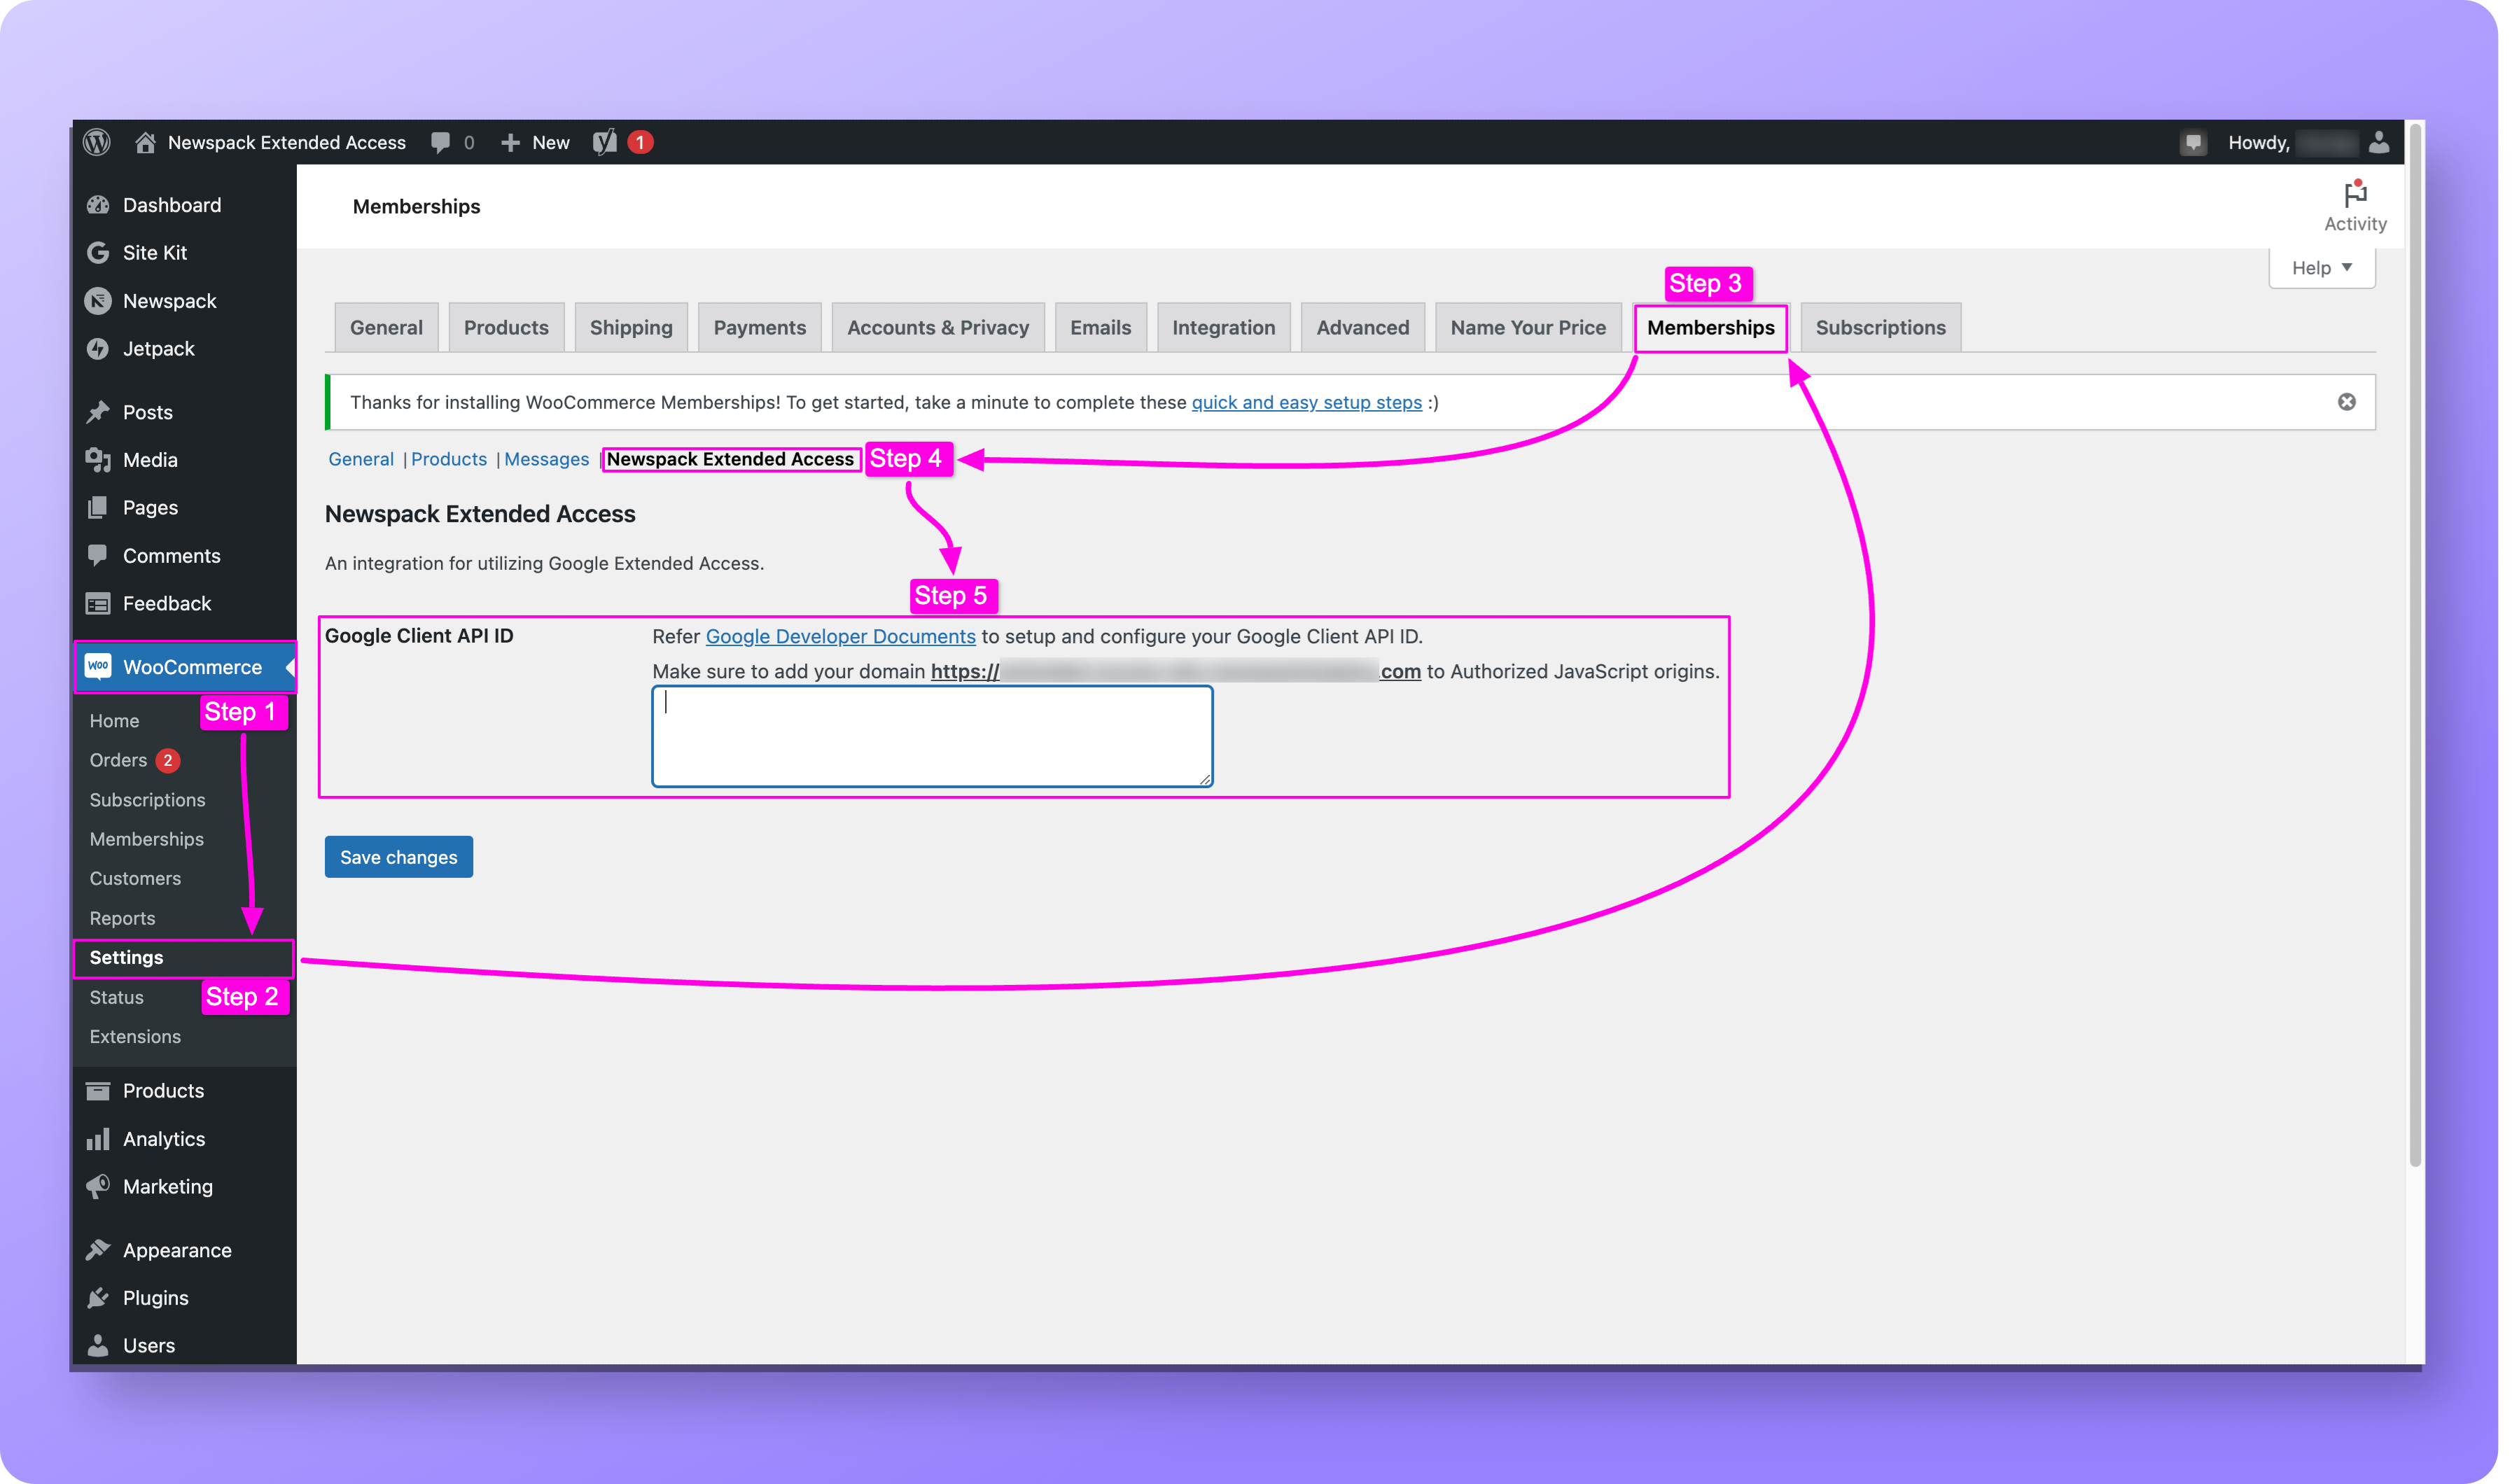 Newspack Extended Access 0 New 1 Howdy,
Dashboard
Site Kit
Newspack
Jetpack
Posts
Media
Pages
Comments
Feedback
WooCommerce
Step 1
Home
Orders 2
Subscriptions
Memberships
Customers
Reports
Settings
Step 2
Status
Extensions
Products
Analytics
Marketing
Appearance
Plugins
Users
Memberships
Activity
Help
Step 3
General Products Shipping Payments Accounts & Privacy Emails Integration Advanced Name Your Price Memberships Subscriptions
Thanks for installing WooCommerce Memberships! To get started, take a minute to complete these quick and easy setup steps :)
General | Products | Messages | Newspack Extended Access Step 4
Newspack Extended Access
An integration for utilizing Google Extended Access.
Step 5
Google Client API ID
Refer Google Developer Documents to setup and configure your Google Client API ID.
Make sure to add your domain https:// .com to Authorized JavaScript origins.
Save changes